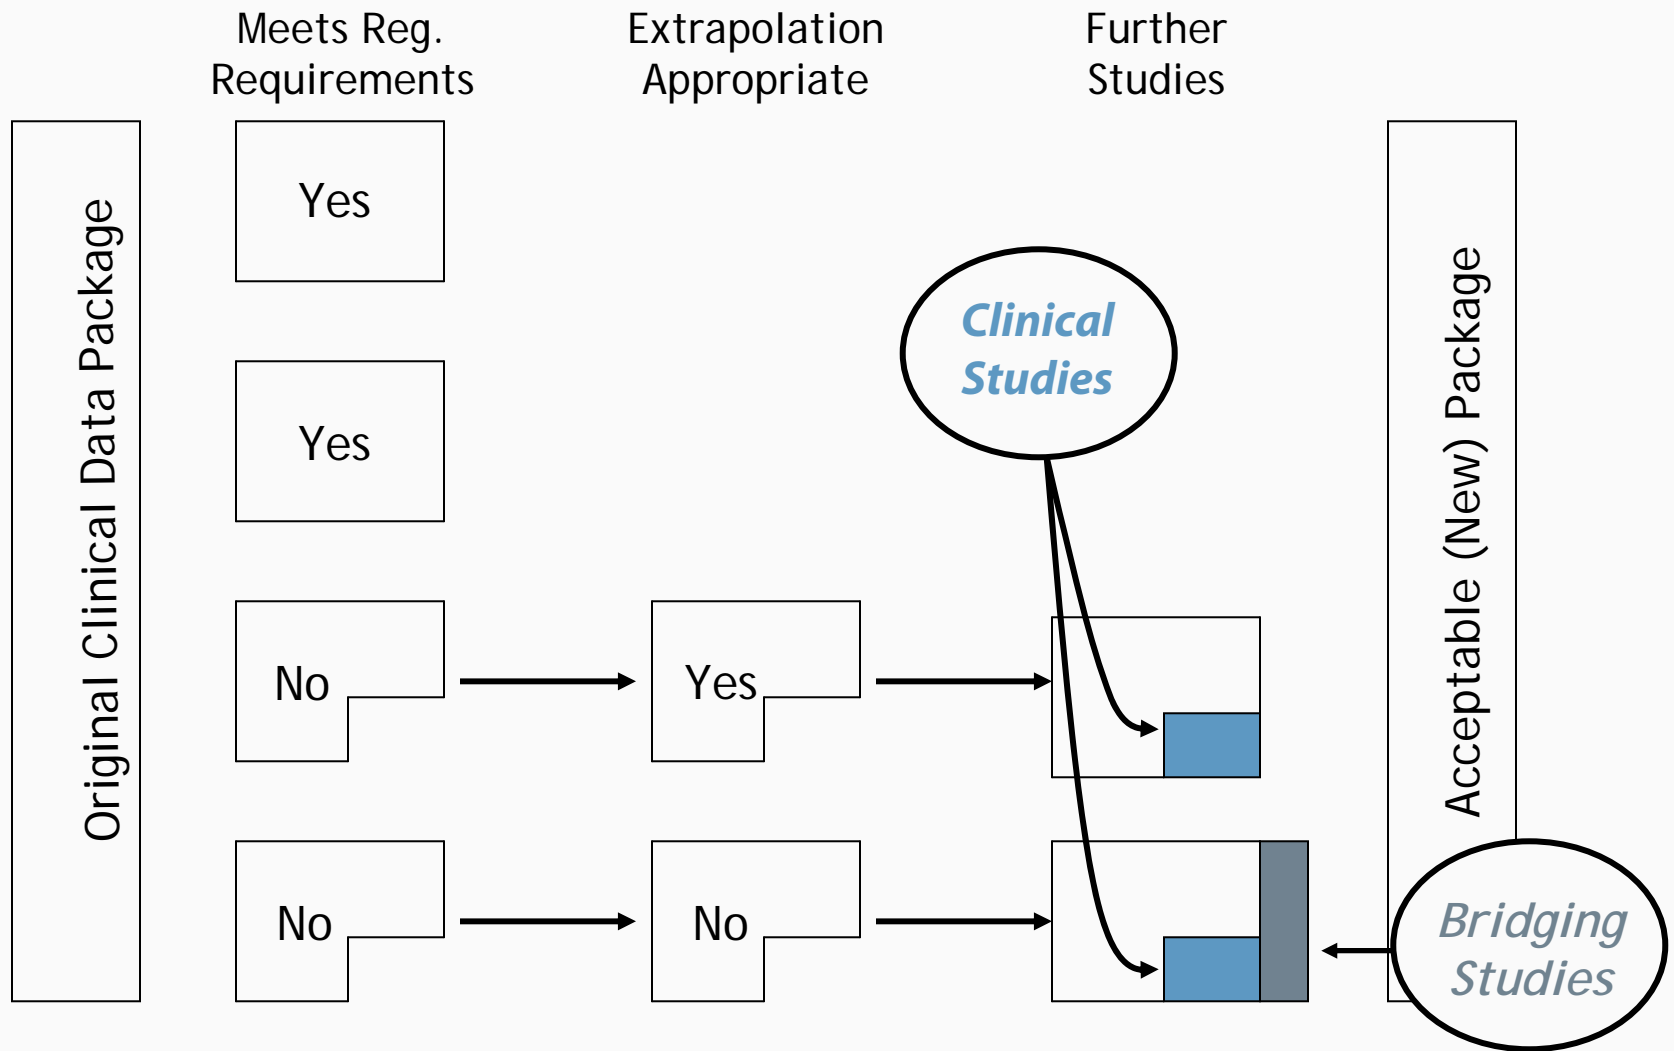 Meets Reg.
Requirements
Extrapolation
Appropriate
Further
Studies
Original Clinical Data Package
Yes
Yes
Clinical
Studies
No
Yes
No
No
Acceptable (New) Package
Bridging
Studies